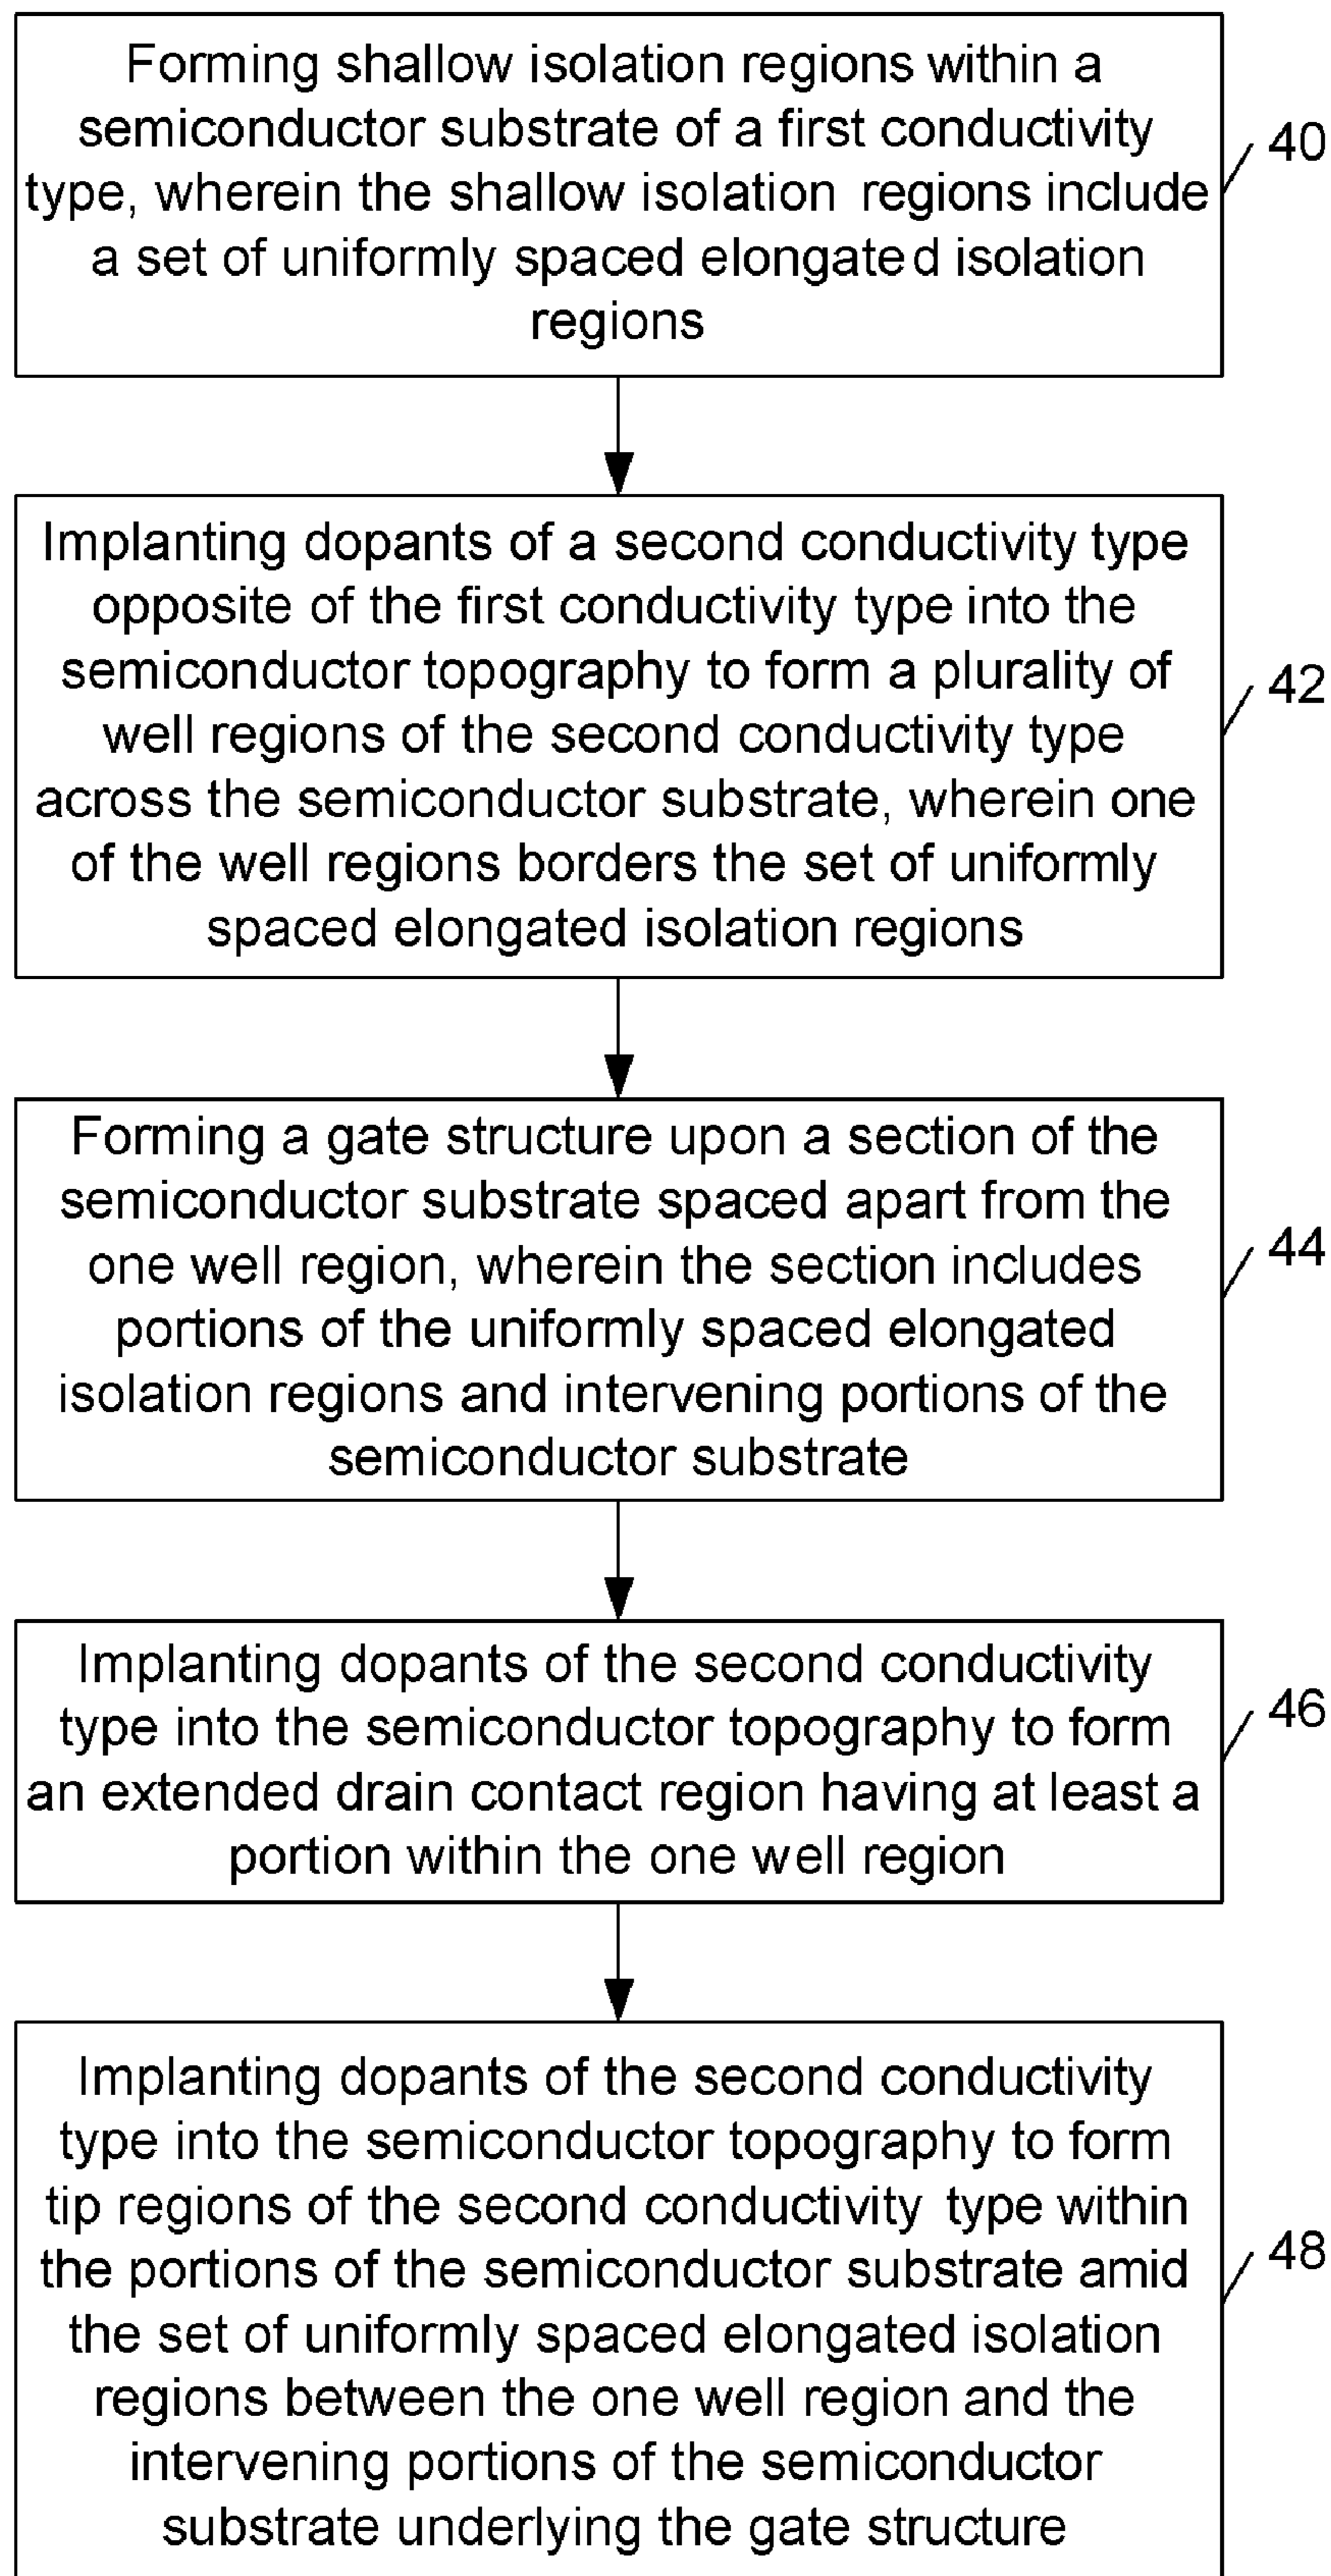 Forming shallow isolation regions within a
semiconductor substrate of a first conductivity
type, wherein the shallow isolation regions include
a set of uniformly spaced elongated isolation
regions
40
Implanting dopants of a second conductivity type
opposite of the first conductivity type into the
semiconductor topography to form a plurality of
well regions of the second conductivity type
across the semiconductor substrate, wherein one
of the well regions borders the set of uniformly
spaced elongated isolation regions
42
Forming a gate structure upon a section of the
semiconductor substrate spaced apart from the
one well region, wherein the section includes
portions of the uniformly spaced elongated
isolation regions and intervening portions of the
semiconductor substrate
44
Implanting dopants of the second conductivity
type into the semiconductor topography to form
an extended drain contact region having at least a
portion within the one well region
46
Implanting dopants of the second conductivity
type into the semiconductor topography to form
tip regions of the second conductivity type within
the portions of the semiconductor substrate amid
the set of uniformly spaced elongated isolation
regions between the one well region and the
intervening portions of the semiconductor
substrate underlying the gate structure
48